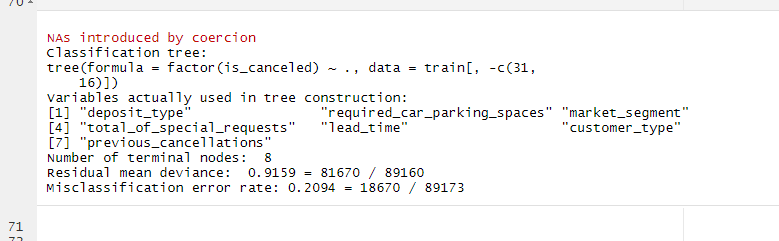 70
NAs introduced by coercion
Classification tree:
tree(formula = factor(is_canceled) ~ ., data = train[, -c(31,
    16)])
Variables actually used in tree construction:
[1] "deposit_type"                "required_car_parking_spaces" "market_segment"
[4] "total_of_special_requests"   "lead_time"                   "customer_type"
[7] "previous_cancellations"
Number of terminal nodes:  8
Residual mean deviance:  0.9159 = 81670 / 89160
Misclassification error rate: 0.2094 = 18670 / 89173
71